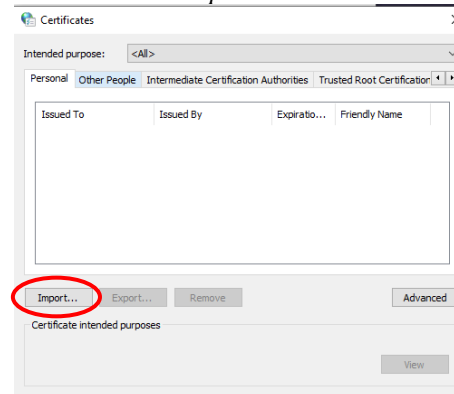 Certificates
Intended purpose: <All>
Personal Other People Intermediate Certification Authorities Trusted Root Certification
Issued To Issued By Expiratio... Friendly Name
Import... Export... Remove Advanced
Certificate intended purposes
View